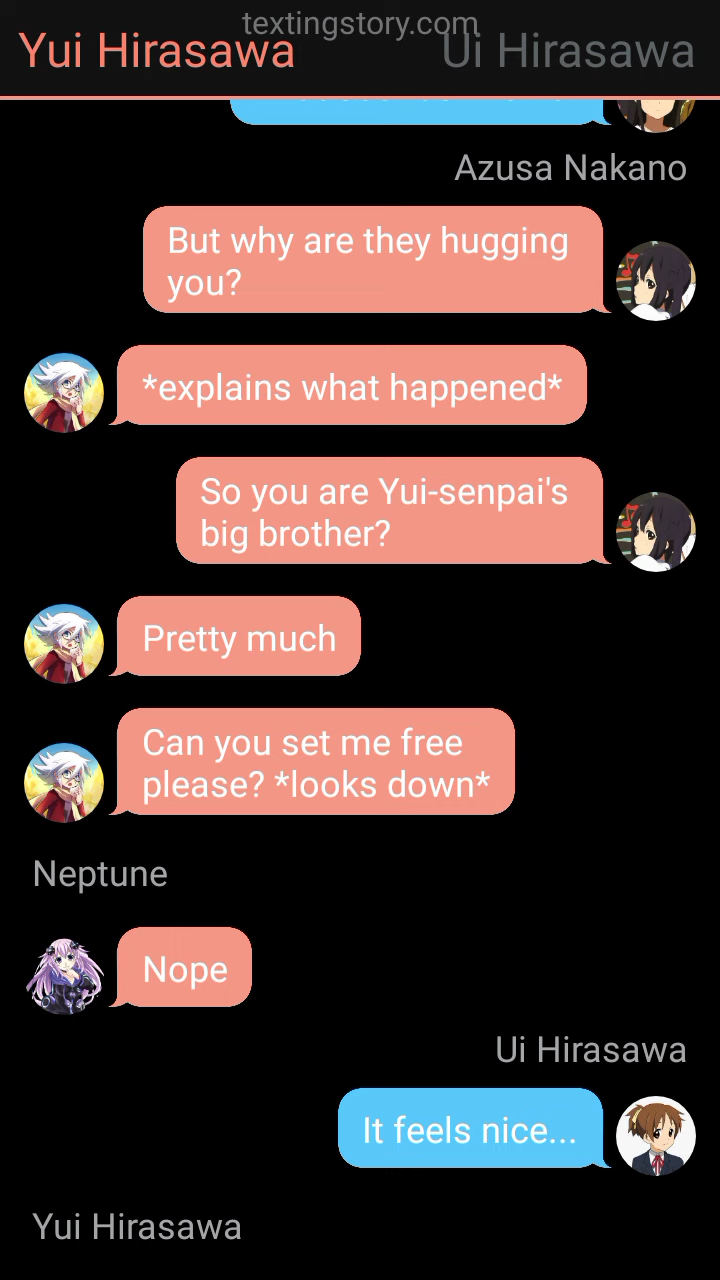 textingstory.com
Yui Hirasawa
Ui Hirasawa
Azusa Nakano
But why are they hugging
you?
*explains what happened*
So you are Yui-senpai's
big brother?
Pretty much
Can you set me free
please? *looks down*
Neptune
Nope
Ui Hirasawa
It feels nice...
Yui Hirasawa